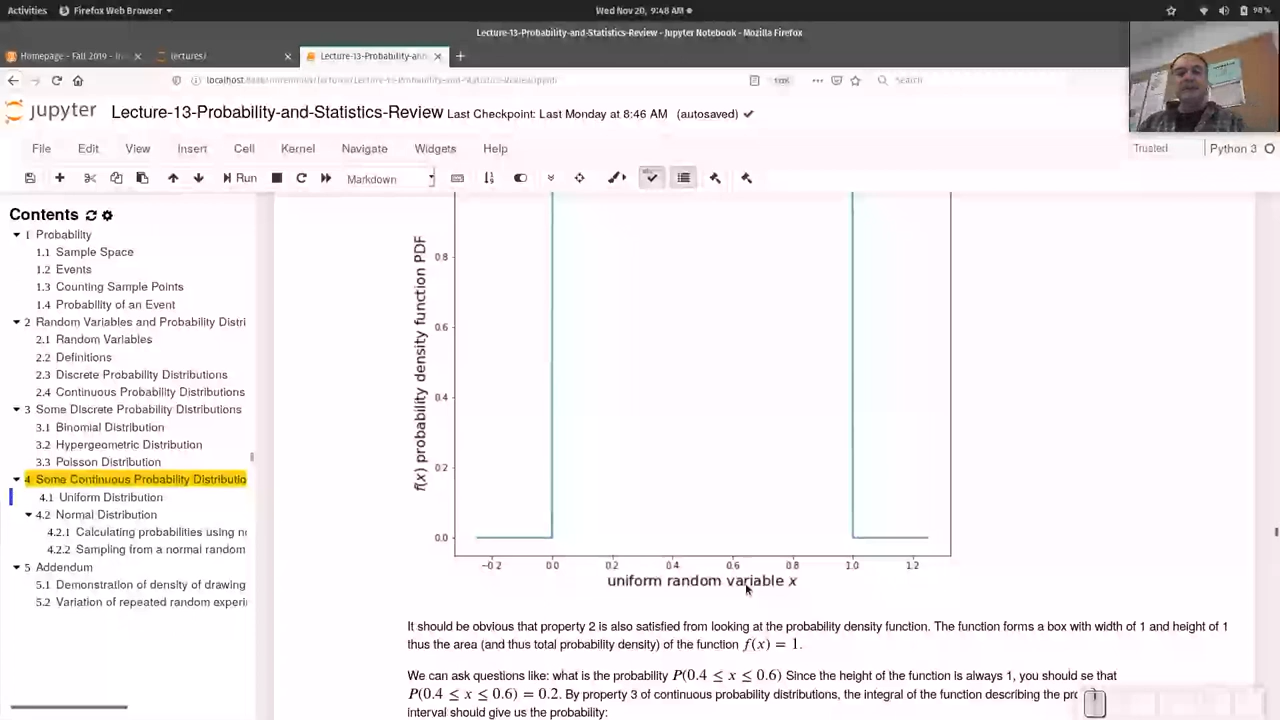 Activities
Firefox Web Browser
Wed Nov 20, 9:48 AM
98%
Lecture-13-Probability-and-Statistics-Review - Jupyter Notebook - Mozilla Firefox
Homepage - Fall 2019 -
lectures/
Lecture-13-Probability-and-
Search
jupyter
Lecture-13-Probability-and-Statistics-Review Last Checkpoint: Last Monday at 8:46 AM (autosaved)
File Edit View Insert Cell Kernel Navigate Widgets Help
Trusted
Python 3
Run
Markdown
Contents
1 Probability
1.1 Sample Space
1.2 Events
1.3 Counting Sample Points
1.4 Probability of an Event
2 Random Variables and Probability Distri
2.1 Random Variables
2.2 Definitions
2.3 Discrete Probability Distributions
2.4 Continuous Probability Distributions
3 Some Discrete Probability Distributions
3.1 Binomial Distribution
3.2 Hypergeometric Distribution
3.3 Poisson Distribution
4 Some Continuous Probability Distributio
4.1 Uniform Distribution
4.2 Normal Distribution
4.2.1 Calculating probabilities using n
4.2.2 Sampling from a normal random
5 Addendum
5.1 Demonstration of density of drawing
5.2 Variation of repeated random experi
f(x) probability density function PDF
0.8
0.6
0.4
0.2
0.0
−0.2 0.0 0.2 0.4 0.6 0.8 1.0 1.2
uniform random variable x
It should be obvious that property 2 is also satisfied from looking at the probability density function. The function forms a box with width of 1 and height of 1
thus the area (and thus total probability density) of the function f(x) = 1.
We can ask questions like: what is the probability P(0.4 ≤ x ≤ 0.6) Since the height of the function is always 1, you should se that
P(0.4 ≤ x ≤ 0.6) = 0.2. By property 3 of continuous probability distributions, the integral of the function describing the
interval should give us the probability: